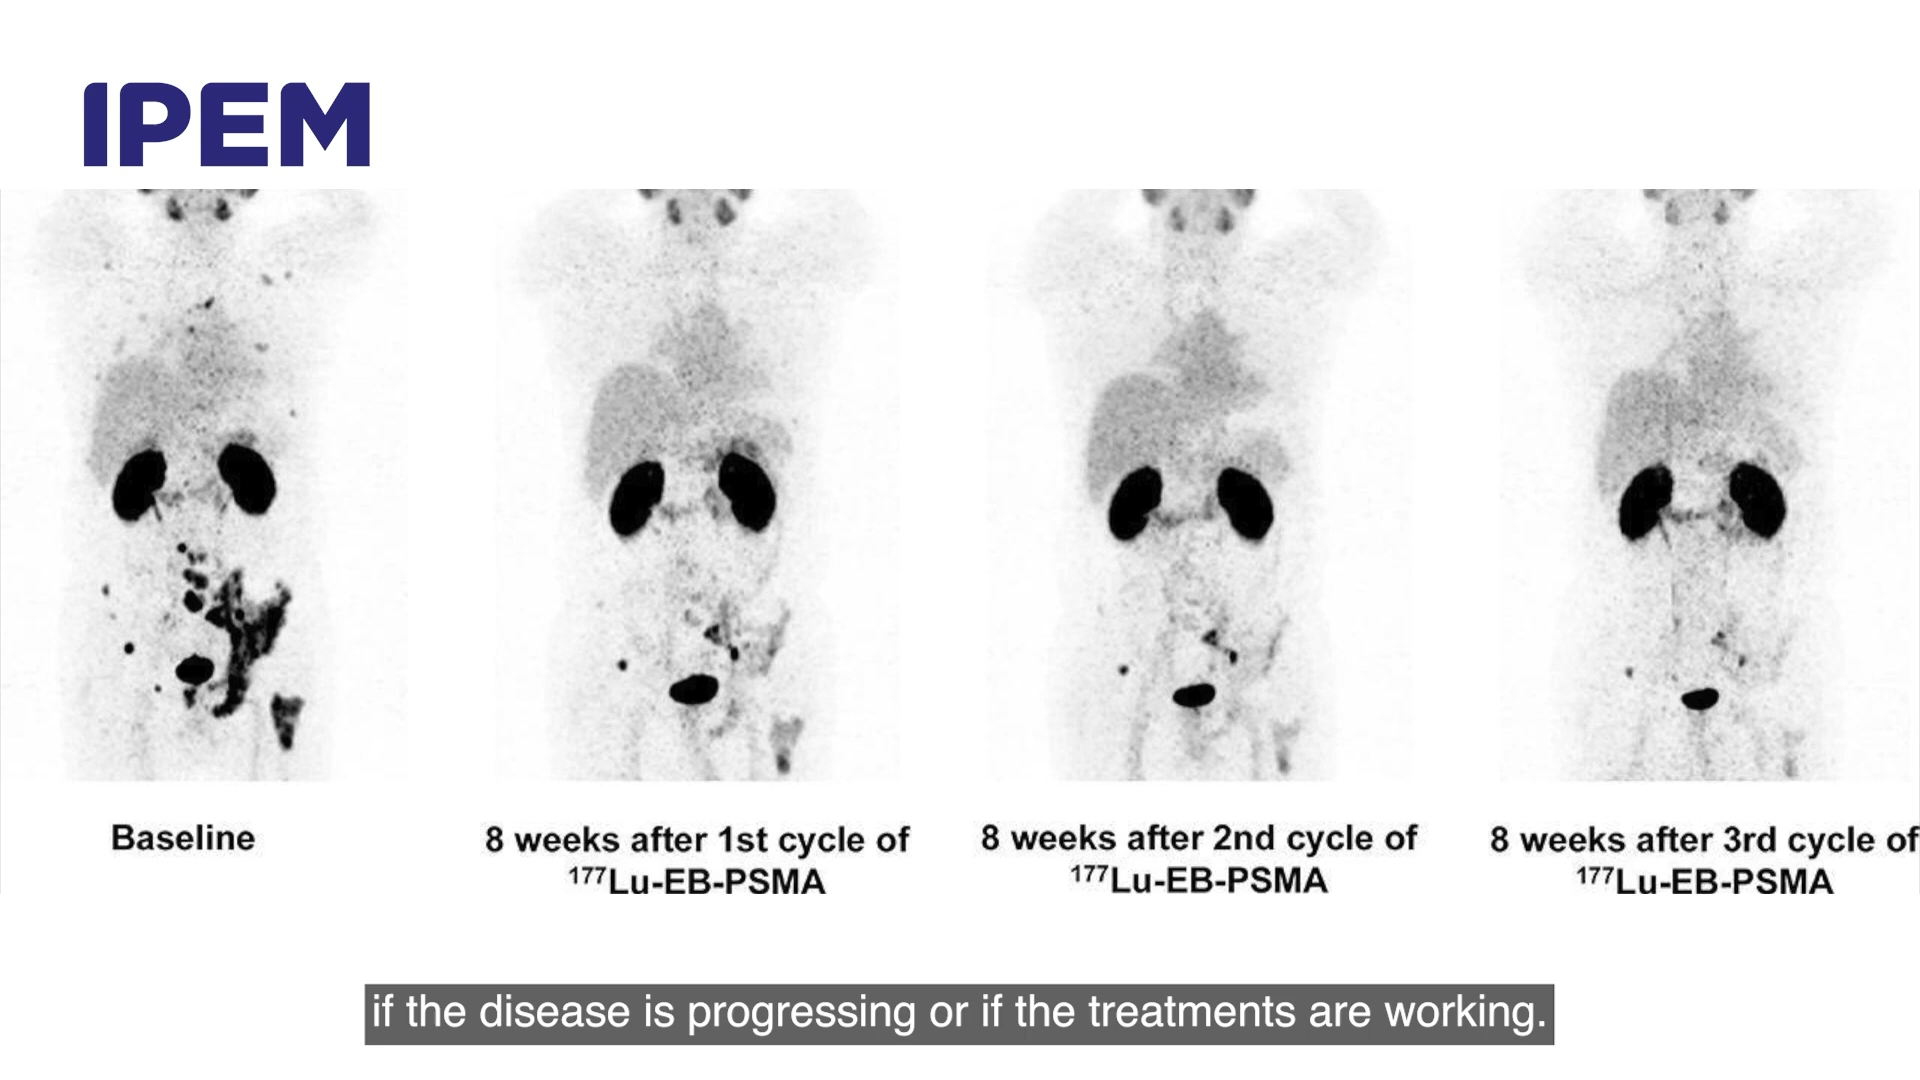 IPEM
Baseline
8 weeks after 1st cycle of
¹⁷⁷Lu-EB-PSMA
8 weeks after 2nd cycle of
¹⁷⁷Lu-EB-PSMA
8 weeks after 3rd cycle of
¹⁷⁷Lu-EB-PSMA
if the disease is progressing or if the treatments are working.